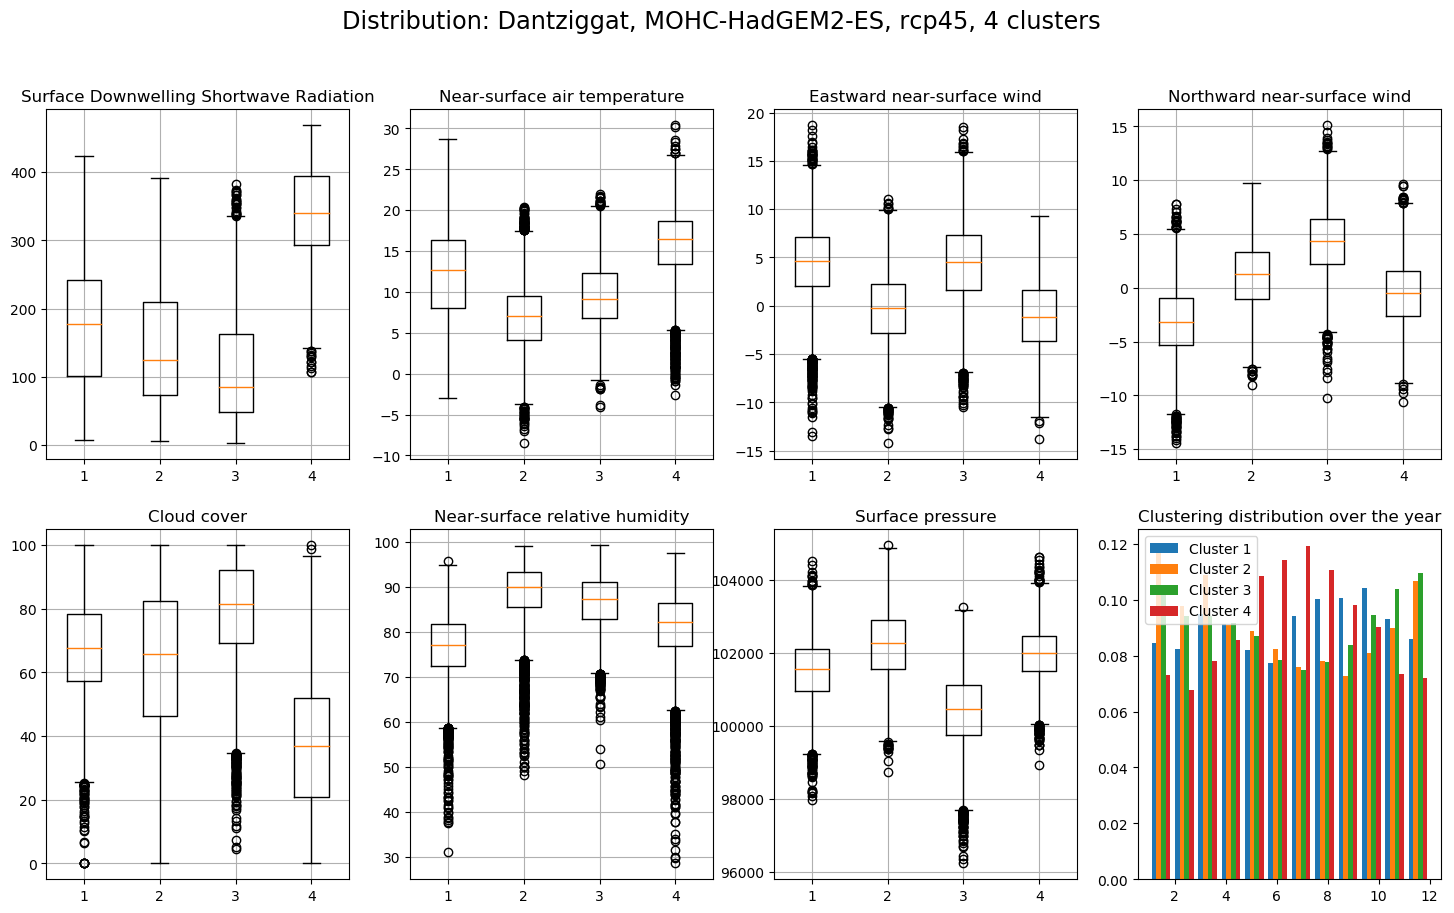 Distribution: Dantziggat, MOHC-HadGEM2-ES, rcp45, 4 clusters
Surface Downwelling Shortwave Radiation
400
300
200
100
0
1 2 3 4
Near-surface air temperature
30
25
20
15
10
5
0
−5
−10
1 2 3 4
Eastward near-surface wind
20
15
10
5
0
−5
−10
−15
1 2 3 4
Northward near-surface wind
15
10
5
0
−5
−10
−15
1 2 3 4
Cloud cover
100
80
60
40
20
0
1 2 3 4
Near-surface relative humidity
100
90
80
70
60
50
40
30
1 2 3 4
Surface pressure
104000
102000
100000
98000
96000
1 2 3 4
Clustering distribution over the year
Cluster 1
Cluster 2
Cluster 3
Cluster 4
0.12
0.10
0.08
0.06
0.04
0.02
0.00
2 4 6 8 10 12